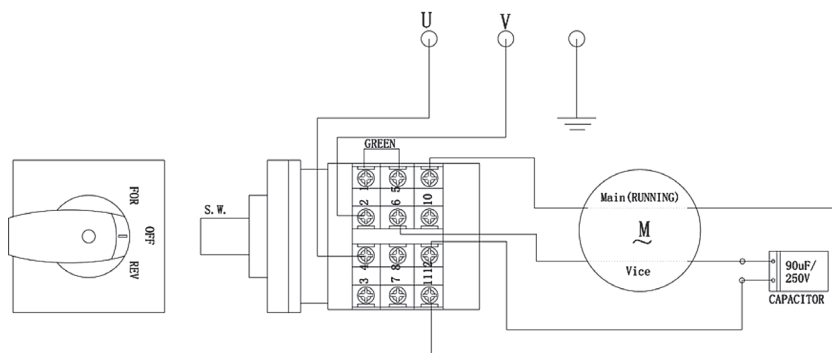 U
V
GREEN
FOR
OFF
REV
S.W.
1
5
2
6
10
4
8
12
3
7
11
Main(RUNNING)
M
~
Vice
90uF/
250V
CAPACITOR